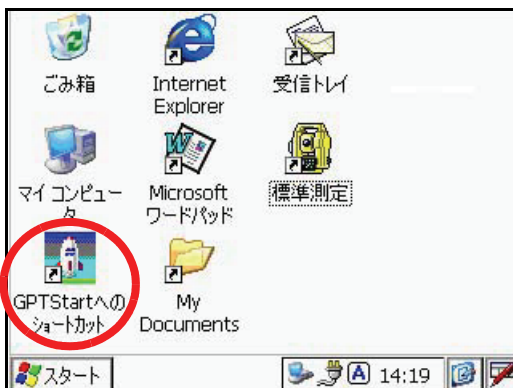 ごみ箱
Internet
Explorer
受信トレイ
マイ コンピュー
タ
Microsoft
ワードパッド
標準測定
GPTStartへの
ショートカット
My
Documents
スタート
A
14:19